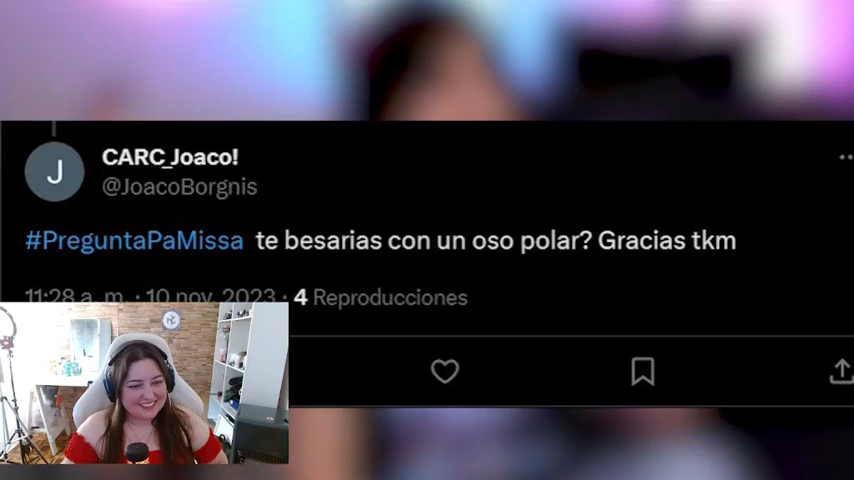 J CARC_Joaco!
@JoacoBorgnis
#PreguntaPaMissa te besarias con un oso polar? Gracias tkm
11:28 a. m. · 10 nov. 2023 · 4 Reproducciones